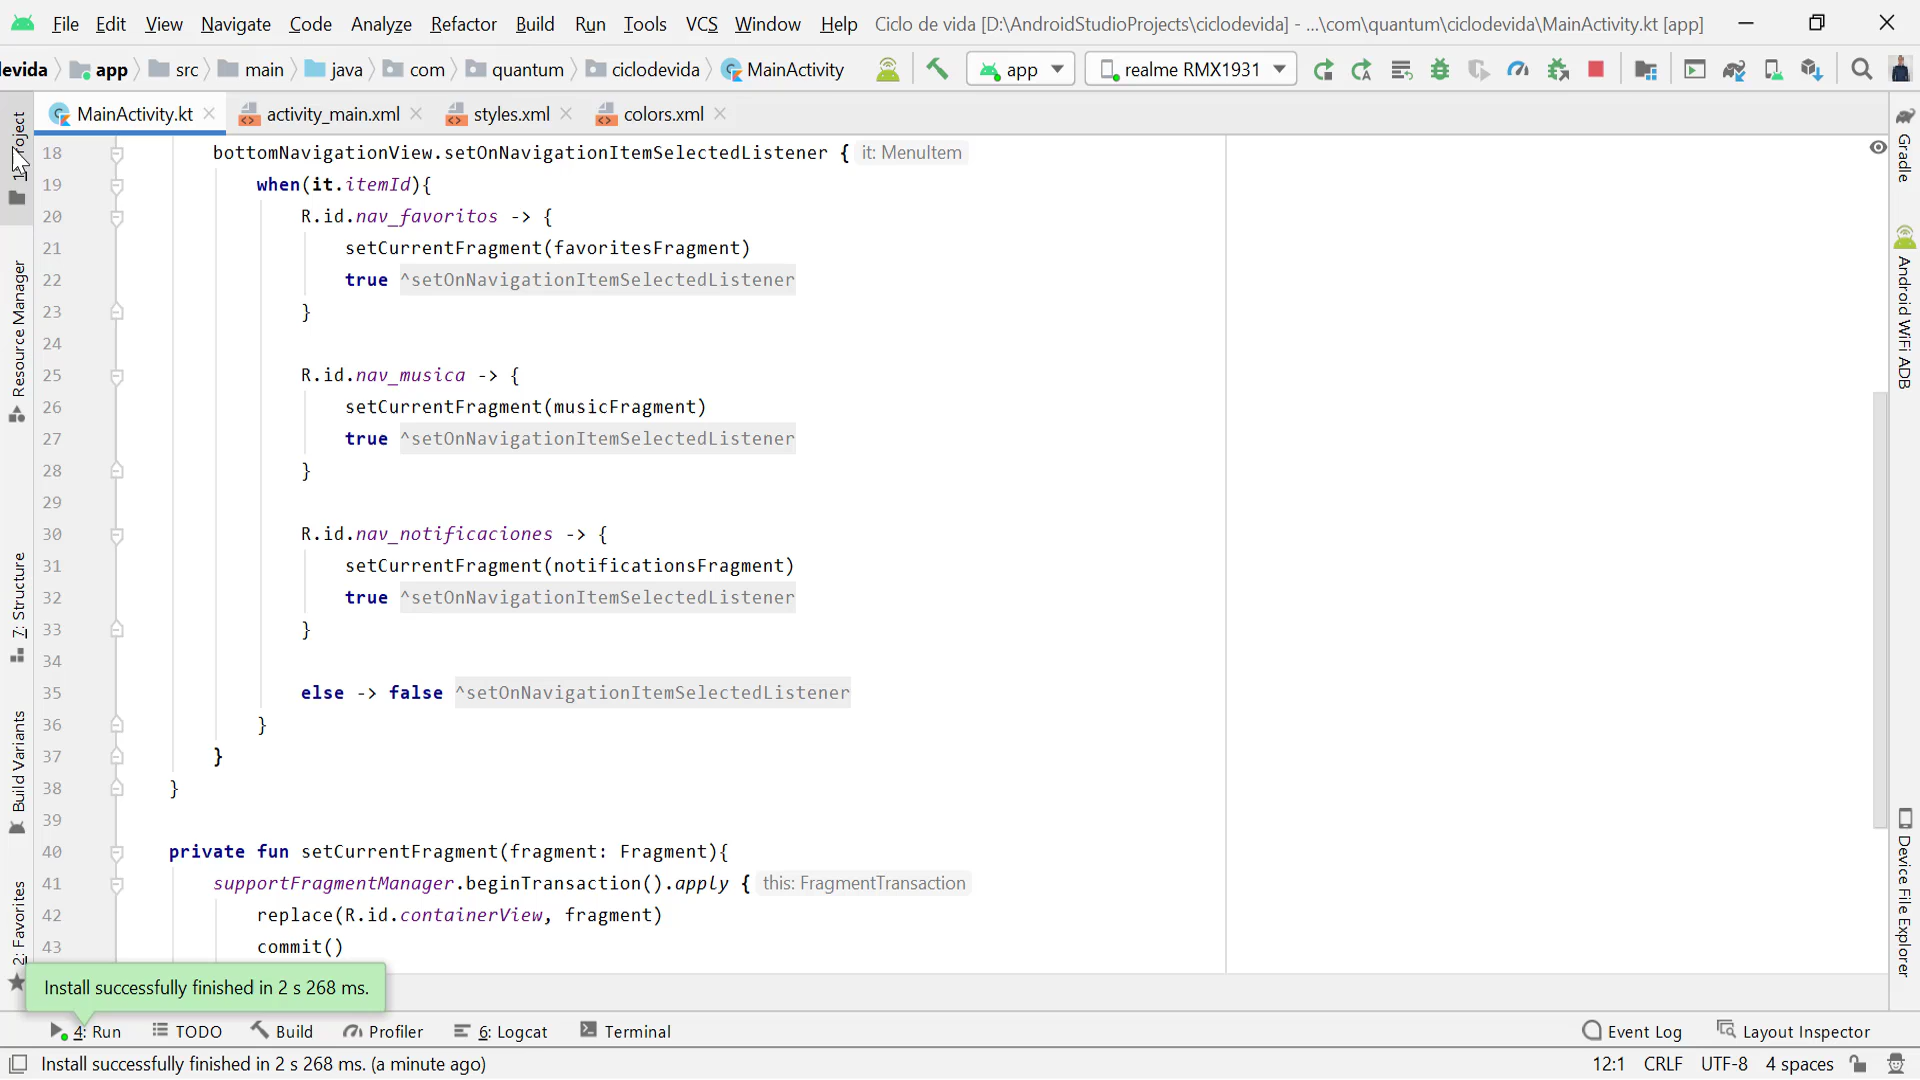 File Edit View Navigate Code Analyze Refactor Build Run Tools VCS Window Help Ciclo de vida [D:\AndroidStudioProjects\ciclodevida] - ...\com\quantum\ciclodevida\MainActivity.kt [app]
devida app src main java com quantum ciclodevida MainActivity app realme RMX1931
MainActivity.kt activity_main.xml styles.xml colors.xml
1: Project
Resource Manager
7: Structure
Build Variants
2: Favorites
18 bottomNavigationView.setOnNavigationItemSelectedListener { it: MenuItem
19 when(it.itemId){
20 R.id.nav_favoritos -> {
21 setCurrentFragment(favoritesFragment)
22 true ^setOnNavigationItemSelectedListener
23 }
24
25 R.id.nav_musica -> {
26 setCurrentFragment(musicFragment)
27 true ^setOnNavigationItemSelectedListener
28 }
29
30 R.id.nav_notificaciones -> {
31 setCurrentFragment(notificationsFragment)
32 true ^setOnNavigationItemSelectedListener
33 }
34
35 else -> false ^setOnNavigationItemSelectedListener
36 }
37 }
38 }
39
40 private fun setCurrentFragment(fragment: Fragment){
41 supportFragmentManager.beginTransaction().apply { this: FragmentTransaction
42 replace(R.id.containerView, fragment)
43 commit()
Gradle
Android WiFi ADB
Device File Explorer
Install successfully finished in 2 s 268 ms.
4: Run TODO Build Profiler 6: Logcat Terminal Event Log Layout Inspector
Install successfully finished in 2 s 268 ms. (a minute ago) 12:1 CRLF UTF-8 4 spaces